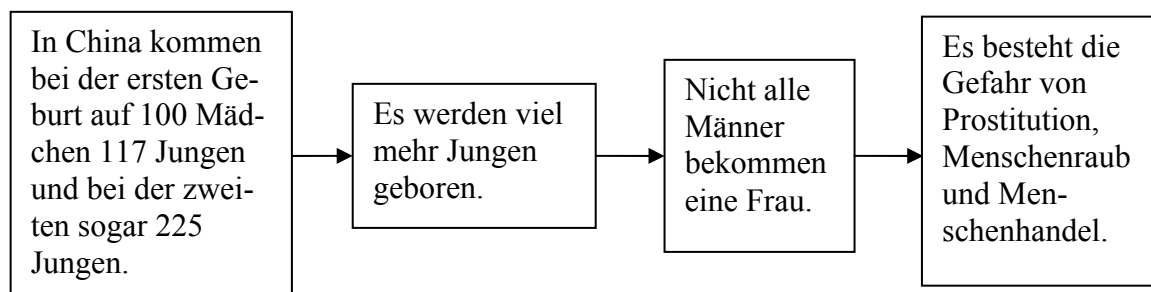 In China kommen
bei der ersten Ge-
burt auf 100 Mäd-
chen 117 Jungen
und bei der zwei-
ten sogar 225
Jungen.
Es werden viel
mehr Jungen
geboren.
Nicht alle
Männer
bekommen
eine Frau.
Es besteht die
Gefahr von
Prostitution,
Menschenraub
und Men-
schenhandel.